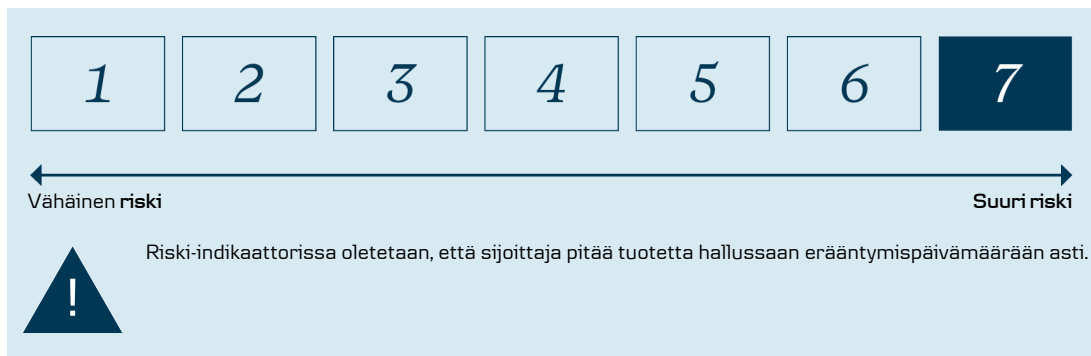 1 2 3 4 5 6 7
Vähäinen riski Suuri riski
Riski-indikaattorissa oletetaan, että sijoittaja pitää tuotetta hallussaan erääntymispäivämäärään asti.
!